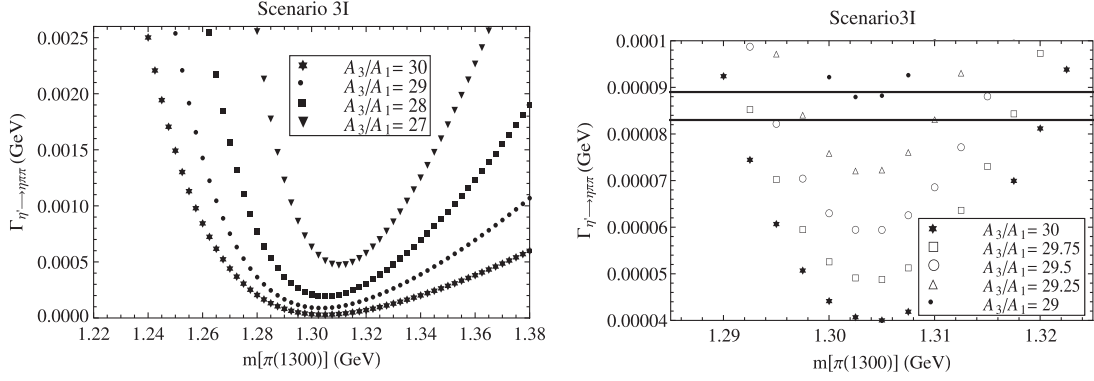 Scenario 3I
0.0025
0.0020
0.0015
0.0010
0.0005
0.0000
Γη'→ηππ (GeV)
A3/A1= 30
A3/A1= 29
A3/A1= 28
A3/A1= 27
1.22 1.24 1.26 1.28 1.30 1.32 1.34 1.36 1.38
m[π(1300)] (GeV)
Scenario3I
0.0001
0.00009
0.00008
0.00007
0.00006
0.00005
0.00004
Γη'→ηππ (GeV)
A3/A1= 30
A3/A1= 29.75
A3/A1= 29.5
A3/A1= 29.25
A3/A1= 29
1.29 1.30 1.31 1.32
m[π(1300)] (GeV)